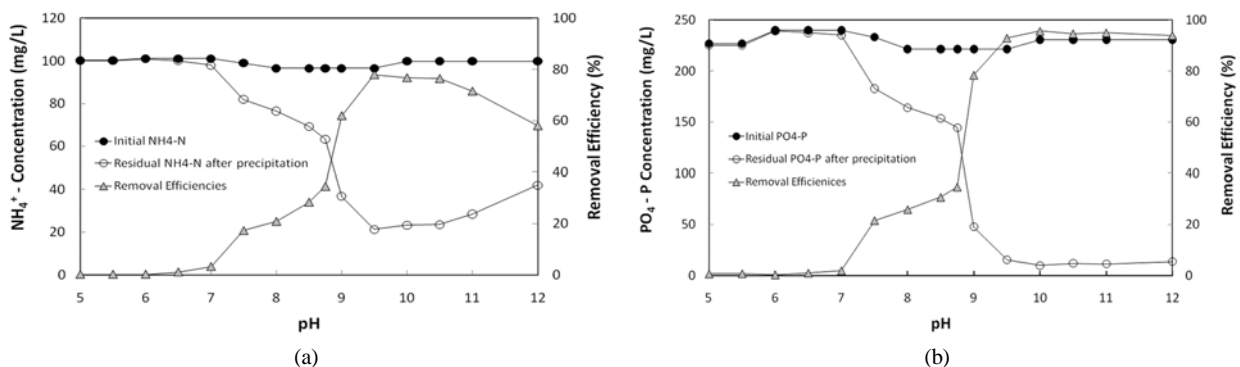 120
100
80
60
40
20
0
NH4+ - Concentration (mg/L)
100
80
60
40
20
0
Removal Efficiency (%)
Initial NH4-N
Residual NH4-N after precipitation
Removal Efficiencies
5 6 7 8 9 10 11 12
pH
(a)
250
200
150
100
50
0
PO4 - P Concentration (mg/L)
100
80
60
40
20
0
Removal Efficiency (%)
Initial PO4-P
Residual PO4-P after precipitation
Removal Efficienices
5 6 7 8 9 10 11 12
pH
(b)